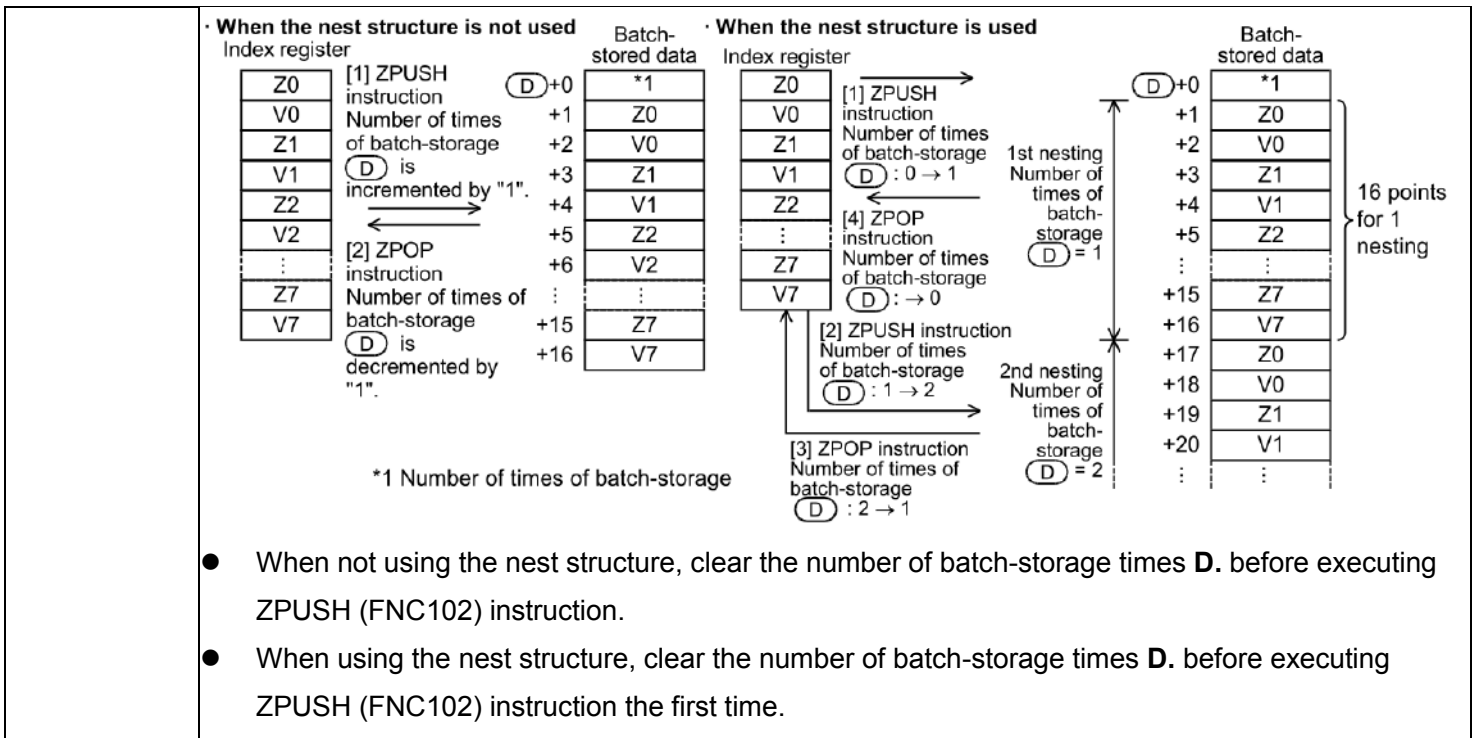 · When the nest structure is not used
Index register
Batch-
stored data
Z0
V0
Z1
V1
Z2
V2
⋮
Z7
V7
[1] ZPUSH
instruction
Number of times
of batch-storage
D is
incremented by "1".
[2] ZPOP
instruction
Number of times of
batch-storage
D is
decremented by
"1".
D+0 *1
+1 Z0
+2 V0
+3 Z1
+4 V1
+5 Z2
+6 V2
⋮ ⋮
+15 Z7
+16 V7
*1 Number of times of batch-storage
· When the nest structure is used
Index register
Batch-
stored data
Z0
V0
Z1
V1
Z2
⋮
Z7
V7
[1] ZPUSH
instruction
Number of times
of batch-storage
D : 0 → 1
[4] ZPOP
instruction
Number of times
of batch-storage
D : → 0
[2] ZPUSH instruction
Number of times
of batch-storage
D : 1 → 2
[3] ZPOP instruction
Number of times of
batch-storage
D : 2 → 1
1st nesting
Number of
times of
batch-
storage
D = 1
2nd nesting
Number of
times of
batch-
storage
D = 2
D+0 *1
+1 Z0
+2 V0
+3 Z1
+4 V1
+5 Z2
⋮ ⋮
+15 Z7
+16 V7
+17 Z0
+18 V0
+19 Z1
+20 V1
⋮ ⋮
16 points
for 1
nesting
● When not using the nest structure, clear the number of batch-storage times D. before executing
ZPUSH (FNC102) instruction.
● When using the nest structure, clear the number of batch-storage times D. before executing
ZPUSH (FNC102) instruction the first time.